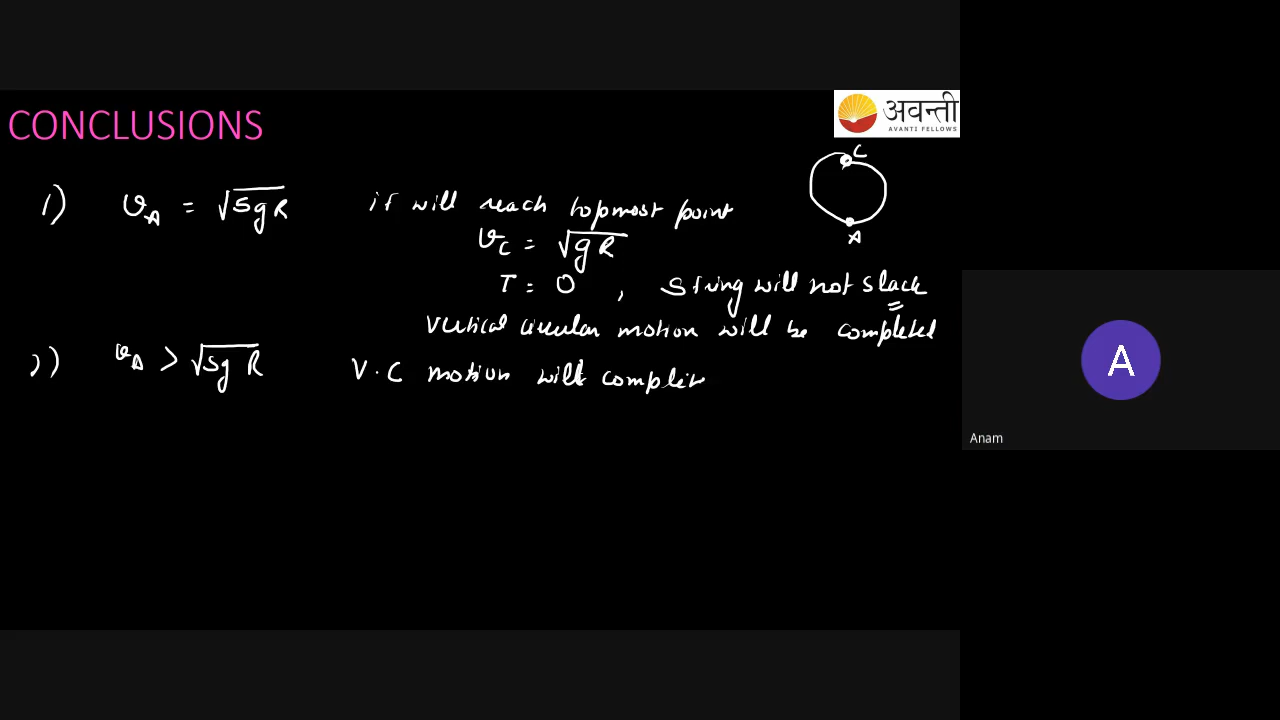 CONCLUSIONS
अवन्ती
AVANTI FELLOWS
C
A
1) vA = √5gR it will reach topmost point
vC = √gR
T = 0 , string will not slack
vertical circular motion will be completed
2) vA > √5gR V.C motion will complete
A
Anam